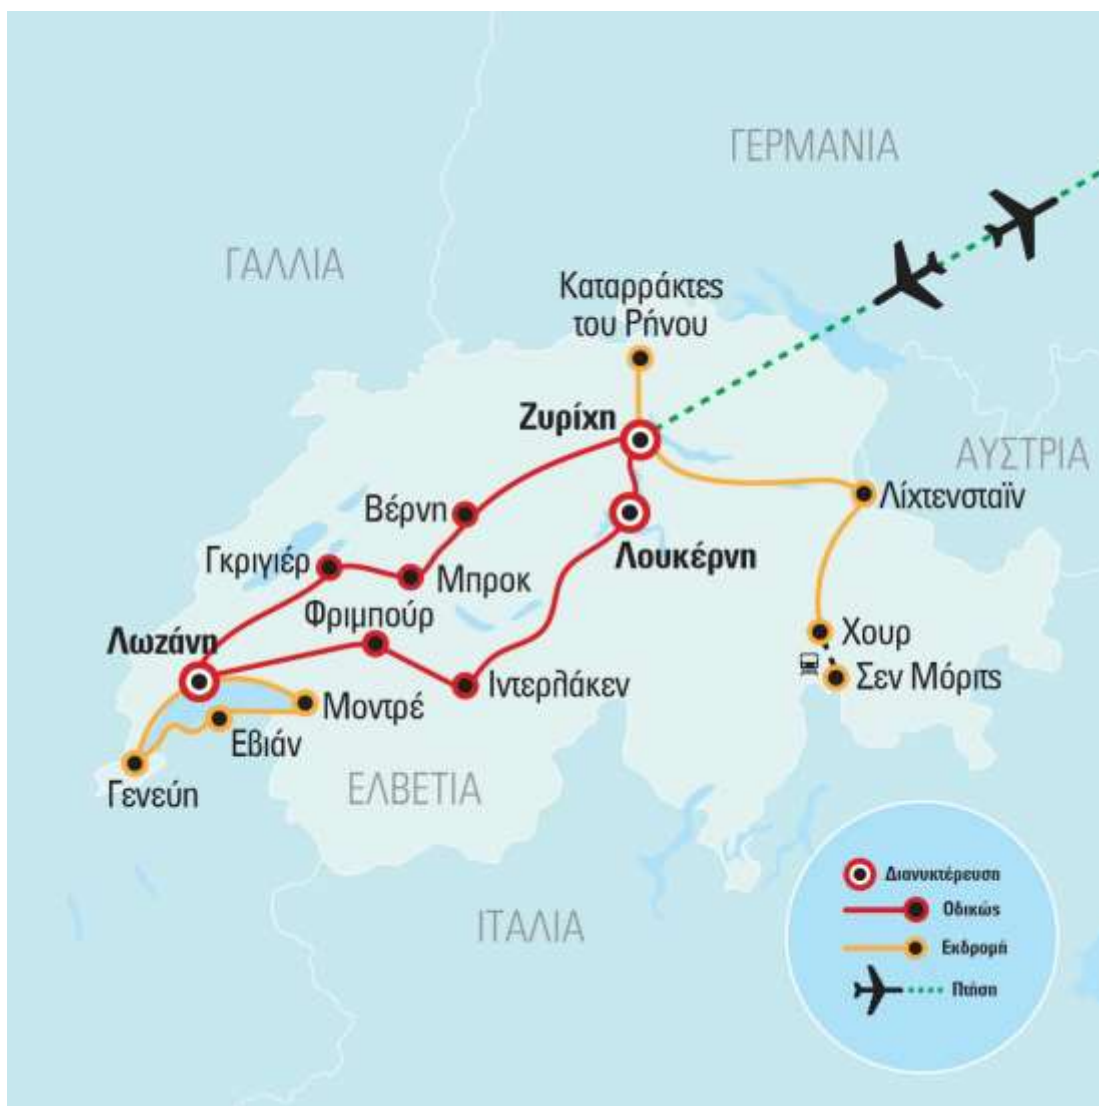 ΓΕΡΜΑΝΙΑ
ΓΑΛΛΙΑ
Καταρράκτες
του Ρήνου
Ζυρίχη
ΑΥΣΤΡΙΑ
Λίχτενσταϊν
Βέρνη
Λουκέρνη
Γκριγιέρ
Μπροκ
Φριμπούρ
Χουρ
Λωζάνη
Σεν Μόριτς
Ιντερλάκεν
Μοντρέ
Εβιάν
Γενεύη
ΕΛΒΕΤΙΑ
ΙΤΑΛΙΑ
Διανυκτέρευση
Οδικώς
Εκδρομή
Πτήση